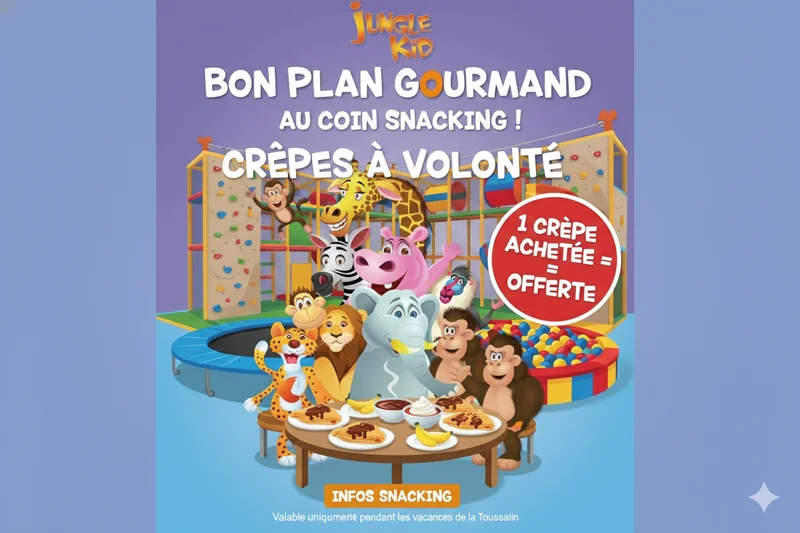 JUNGLE
KID
BON PLAN GOURMAND
AU COIN SNACKING !
CRÊPES À VOLONTÉ
1 CRÈPE
ACHETÉE =
=
OFFERTE
INFOS SNACKING
Valable uniquement pendant les vacances de la Toussaiin